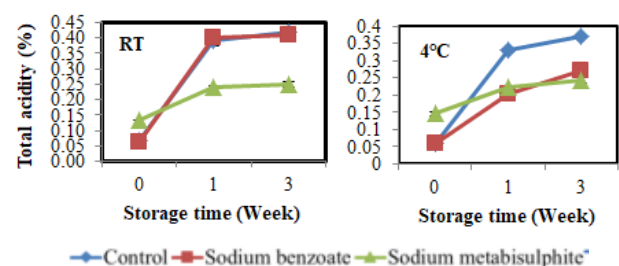 Total acidity (%)
0.45
0.40
0.35
0.30
0.25
0.20
0.15
0.10
0.05
0.00
RT
0 1 3
Storage time (Week)
0.4
0.35
0.3
0.25
0.2
0.15
0.1
0.05
0
4°C
0 1 3
Storage time (Week)
Control Sodium benzoate Sodium metabisulphite